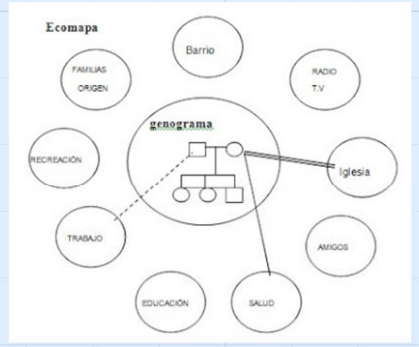 Ecomapa
Barrio
FAMILIAS
ORIGEN
RADIO
T.V
genograma
RECREACIÓN
Iglesia
TRABAJO
AMIGOS
EDUCACIÓN
SALUD